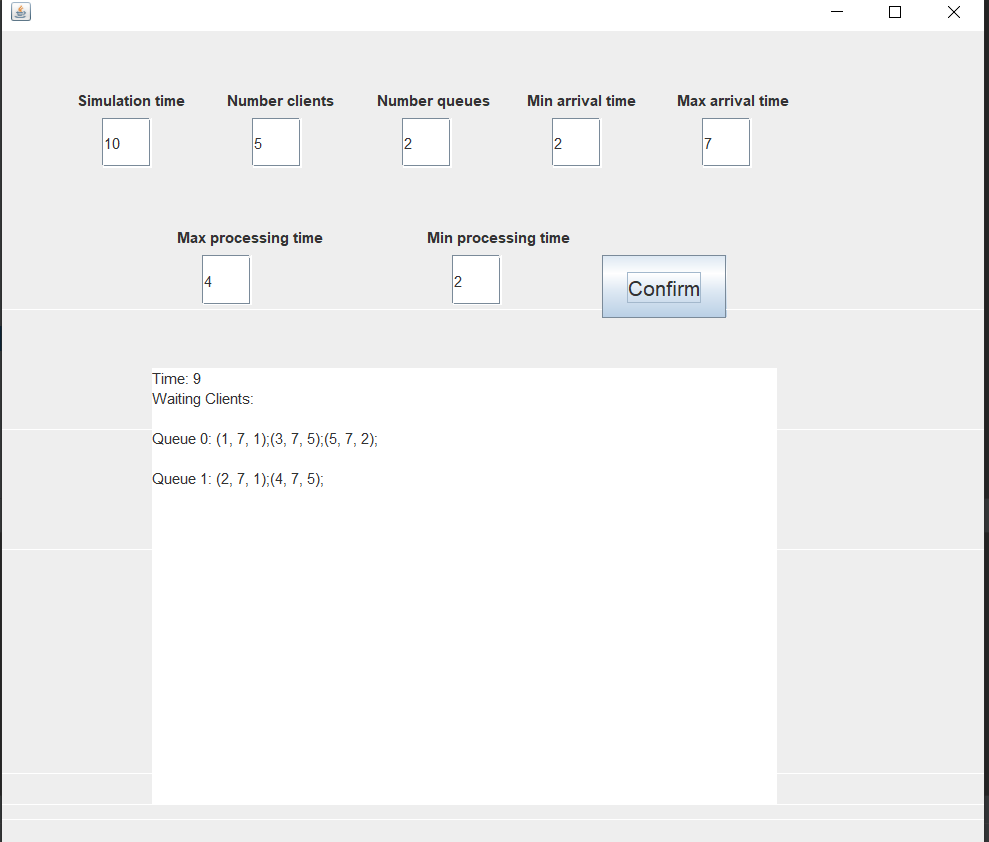 Simulation time Number clients Number queues Min arrival time Max arrival time
10 5 2 2 7
Max processing time Min processing time
4 2 Confirm
Time: 9
Waiting Clients:
Queue 0: (1, 7, 1);(3, 7, 5);(5, 7, 2);
Queue 1: (2, 7, 1);(4, 7, 5);